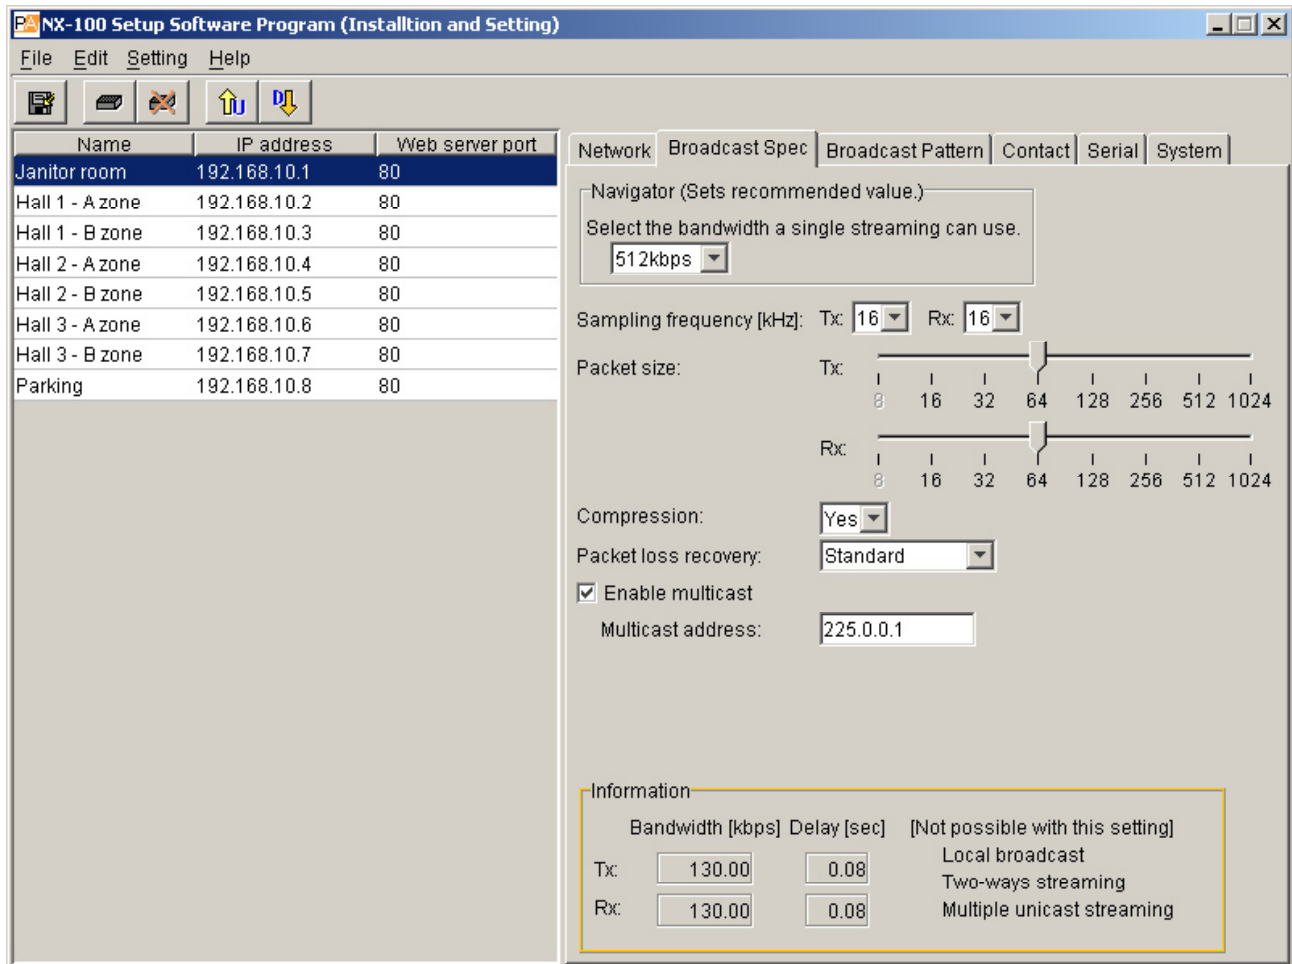 PA NX-100 Setup Software Program (Installtion and Setting)
File Edit Setting Help
U D
Name IP address Web server port
Janitor room 192.168.10.1 80
Hall 1 - A zone 192.168.10.2 80
Hall 1 - B zone 192.168.10.3 80
Hall 2 - A zone 192.168.10.4 80
Hall 2 - B zone 192.168.10.5 80
Hall 3 - A zone 192.168.10.6 80
Hall 3 - B zone 192.168.10.7 80
Parking 192.168.10.8 80
Network Broadcast Spec Broadcast Pattern Contact Serial System
Navigator (Sets recommended value.)
Select the bandwidth a single streaming can use.
512kbps
Sampling frequency [kHz]: Tx: 16 Rx: 16
Packet size: Tx:
8 16 32 64 128 256 512 1024
Rx:
8 16 32 64 128 256 512 1024
Compression: Yes
Packet loss recovery: Standard
Enable multicast
Multicast address: 225.0.0.1
Information
Bandwidth [kbps] Delay [sec] [Not possible with this setting]
Local broadcast
Tx: 130.00 0.08
Two-ways streaming
Rx: 130.00 0.08 Multiple unicast streaming